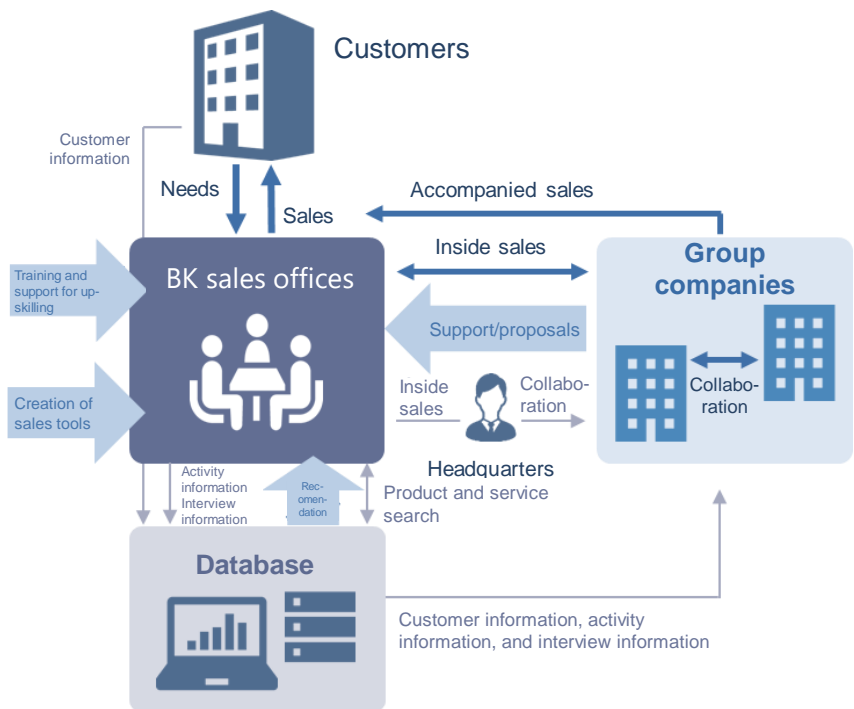 Customers
Customer
information
Needs
Sales
Accompanied sales
Inside sales
Group
companies
BK sales offices
Training and
support for up-
skilling
Support/proposals
Creation of
sales tools
Inside
sales
Collabo-
ration
Collabo-
ration
Headquarters
Activity
information
Interview
information
Rec-
omen-
dation
Product and service
search
Database
Customer information, activity
information, and interview information